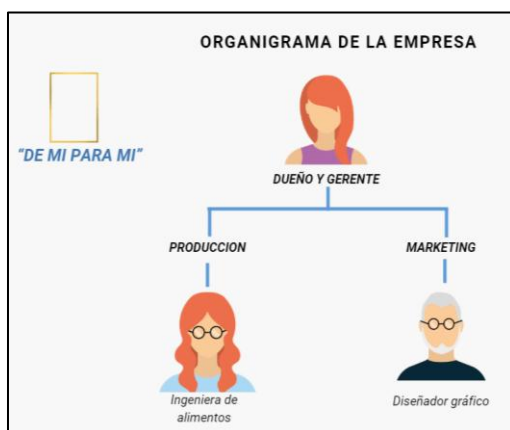 ORGANIGRAMA DE LA EMPRESA
"DE MI PARA MI"
DUEÑO Y GERENTE
PRODUCCION
MARKETING
Ingeniera de
alimentos
Diseñador gráfico